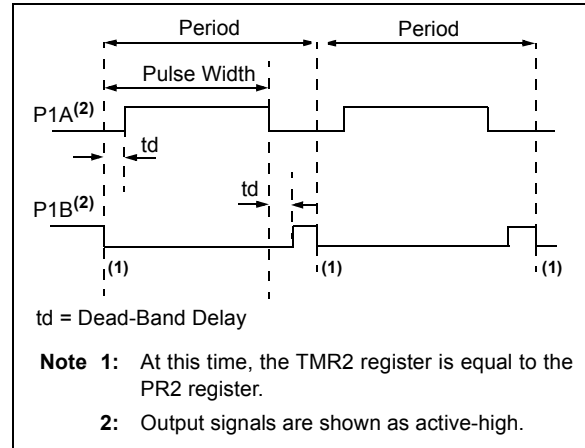 Period
Period
Pulse Width
P1A(2)
td
td
P1B(2)
(1)
(1)
(1)
td = Dead-Band Delay
Note 1: At this time, the TMR2 register is equal to the
PR2 register.
2: Output signals are shown as active-high.